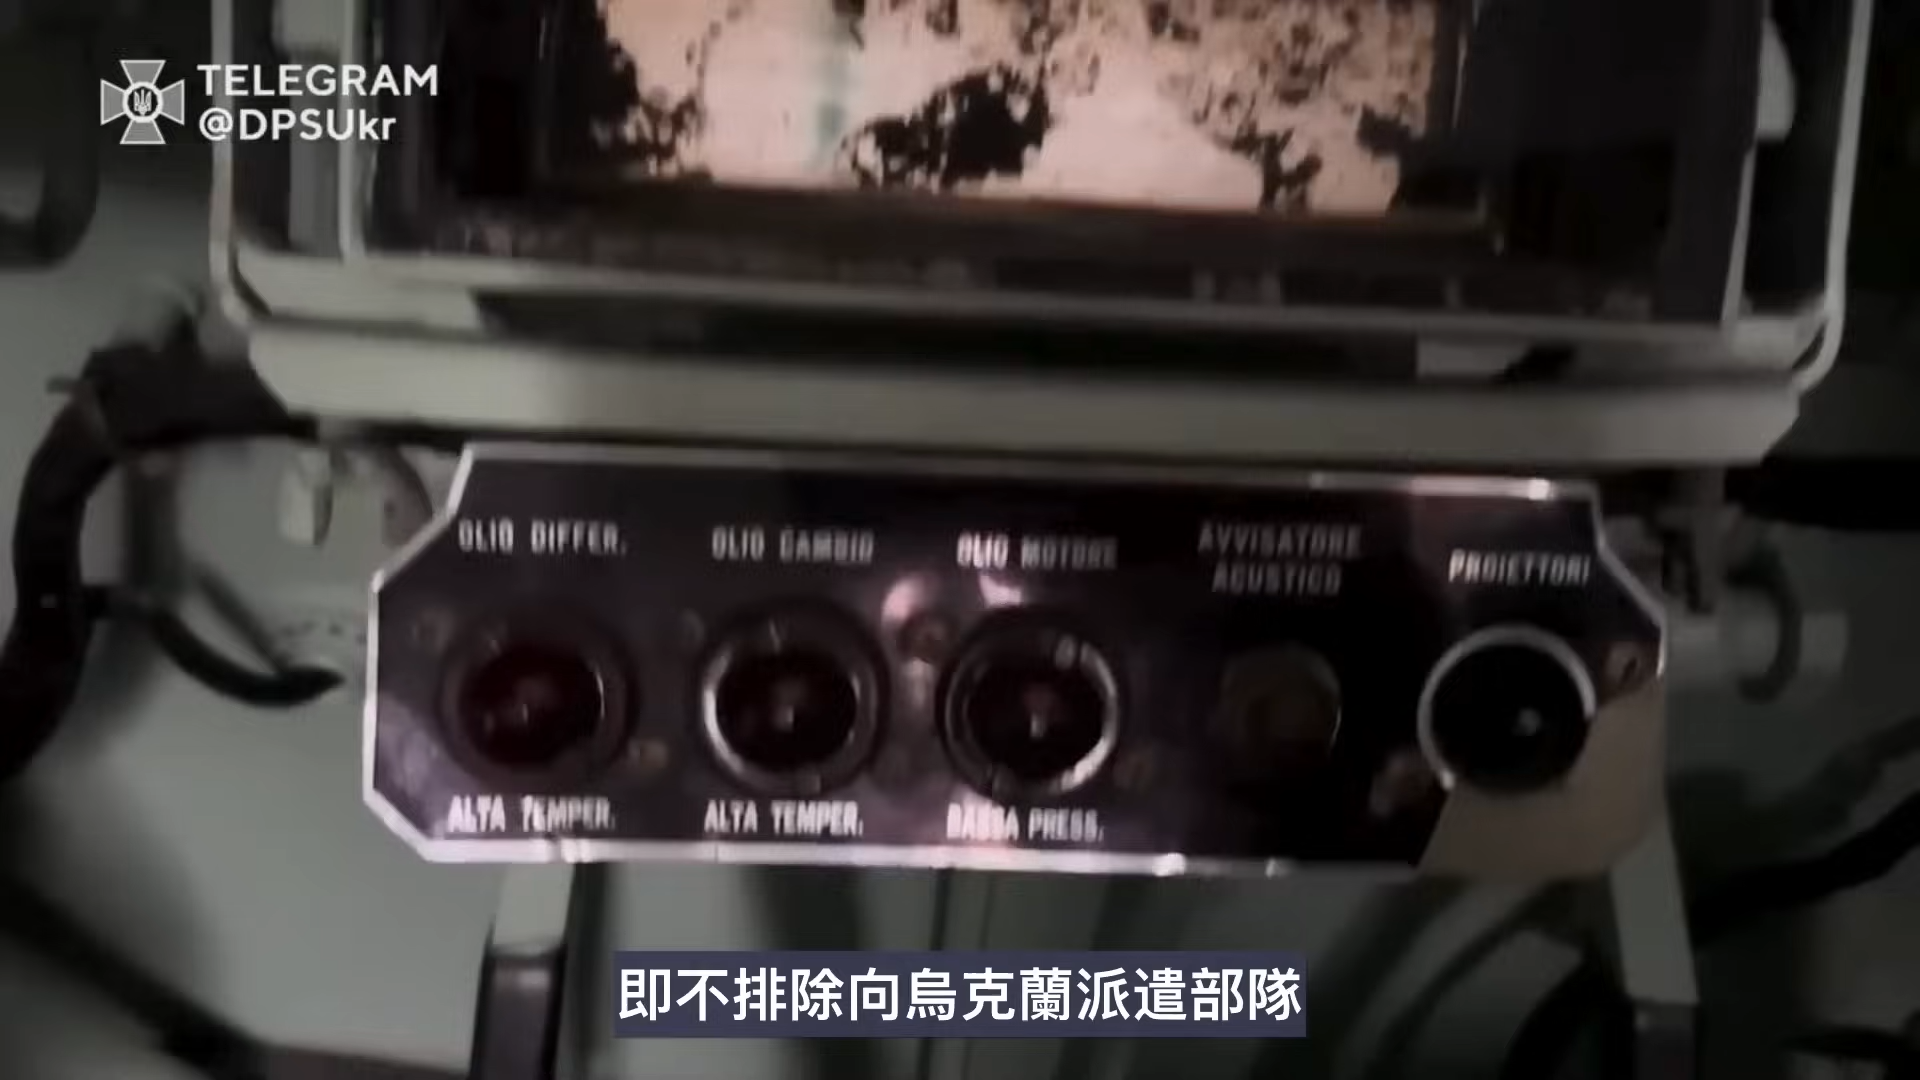 TELEGRAM
@DPSUkr
OLIO DIFFER.
OLIO CAMBIO
OLIO MOTORE
AVVISATORE
ACUSTICO
PROIETTORI
ALTA TEMPER.
ALTA TEMPER.
BASSA PRESS.
即不排除向烏克蘭派遣部隊